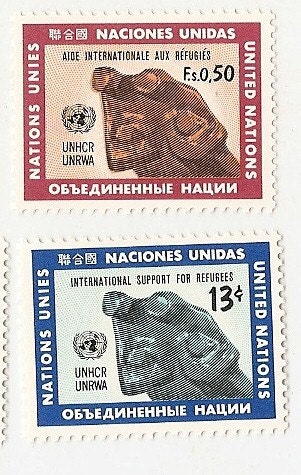 聯合國 NACIONES UNIDAS
AIDE INTERNATIONALE AUX RÉFUGIÉS
Fs.0,50
NATIONS UNIES
UNITED NATIONS
UNHCR
UNRWA
ОБЪЕДИНЕННЫЕ НАЦИИ
聯合國 NACIONES UNIDAS
INTERNATIONAL SUPPORT FOR REFUGEES
13¢
NATIONS UNIES
UNITED NATIONS
UNHCR
UNRWA
ОБЪЕДИНЕННЫЕ НАЦИИ